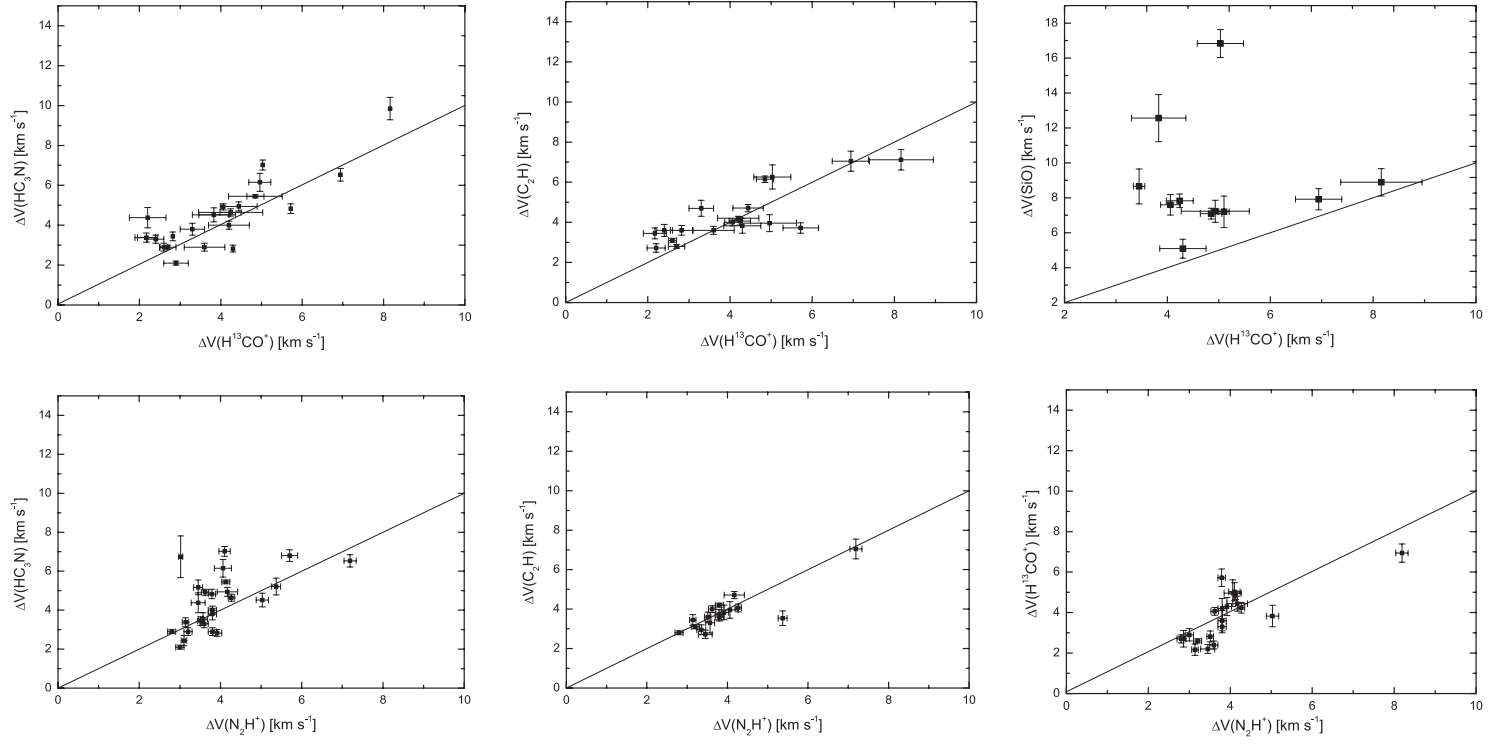 14
12
10
8
6
4
2
0
ΔV(HC₃N) [km s⁻¹]
0 2 4 6 8 10
ΔV(H¹³CO⁺) [km s⁻¹]
14
12
10
8
6
4
2
0
ΔV(C₂H) [km s⁻¹]
0 2 4 6 8 10
ΔV(H¹³CO⁺) [km s⁻¹]
18
16
14
12
10
8
6
4
2
ΔV(SiO) [km s⁻¹]
2 4 6 8 10
ΔV(H¹³CO⁺) [km s⁻¹]
14
12
10
8
6
4
2
0
ΔV(HC₃N) [km s⁻¹]
0 2 4 6 8 10
ΔV(N₂H⁺) [km s⁻¹]
14
12
10
8
6
4
2
0
ΔV(C₂H) [km s⁻¹]
0 2 4 6 8 10
ΔV(N₂H⁺) [km s⁻¹]
14
12
10
8
6
4
2
0
ΔV(H¹³CO⁺) [km s⁻¹]
0 2 4 6 8 10
ΔV(N₂H⁺) [km s⁻¹]